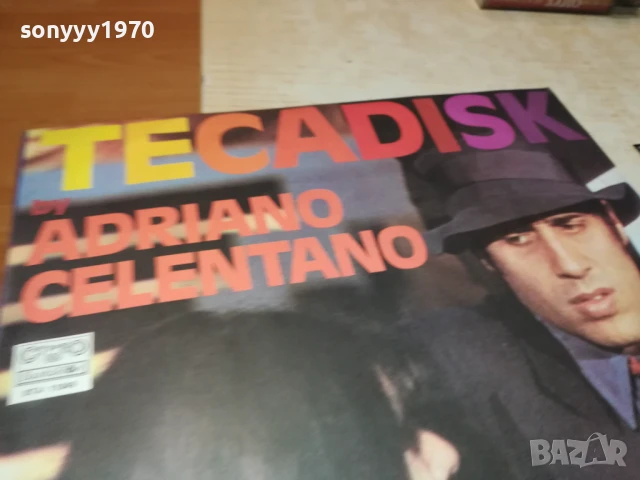 sonyyy1970
TECADISK
by
ADRIANO
CELENTANO
BAZAR